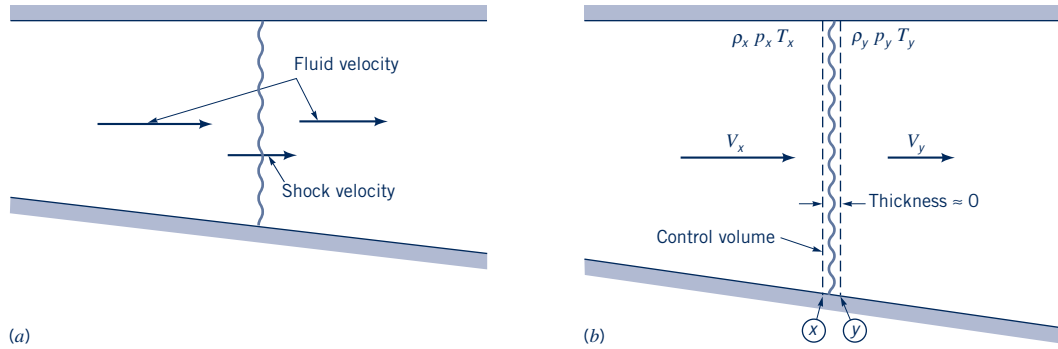 Fluid velocity
Shock velocity
(a)
ρx px Tx
ρy py Ty
Vx
Vy
Thickness ≈ 0
Control volume
x
y
(b)